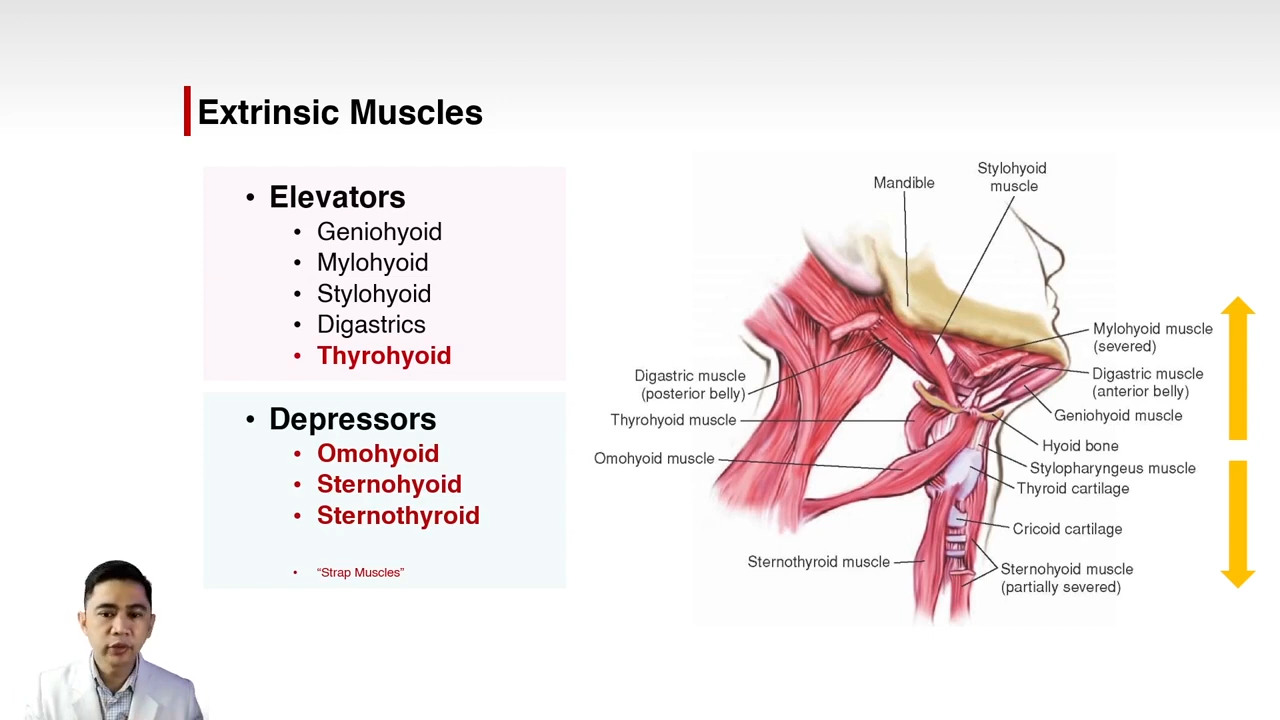 Extrinsic Muscles
• Elevators
• Geniohyoid
• Mylohyoid
• Stylohyoid
• Digastrics
• Thyrohyoid
• Depressors
• Omohyoid
• Sternohyoid
• Sternothyroid
• “Strap Muscles”
Stylohyoid
muscle
Mandible
Mylohyoid muscle
(severed)
Digastric muscle
(anterior belly)
Geniohyoid muscle
Hyoid bone
Stylopharyngeus muscle
Thyroid cartilage
Cricoid cartilage
Sternohyoid muscle
(partially severed)
Digastric muscle
(posterior belly)
Thyrohyoid muscle
Omohyoid muscle
Sternothyroid muscle